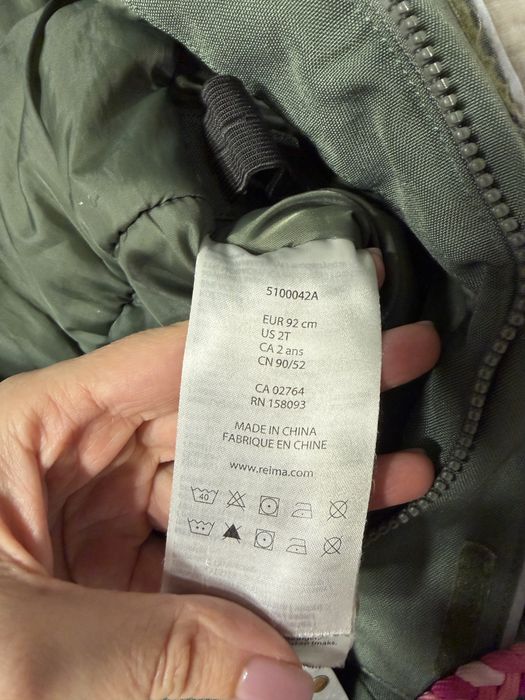 5100042A
EUR 92 cm
US 2T
CA 2 ans
CN 90/52
CA 02764
RN 158093
MADE IN CHINA
FABRIQUE EN CHINE
www.reima.com
40